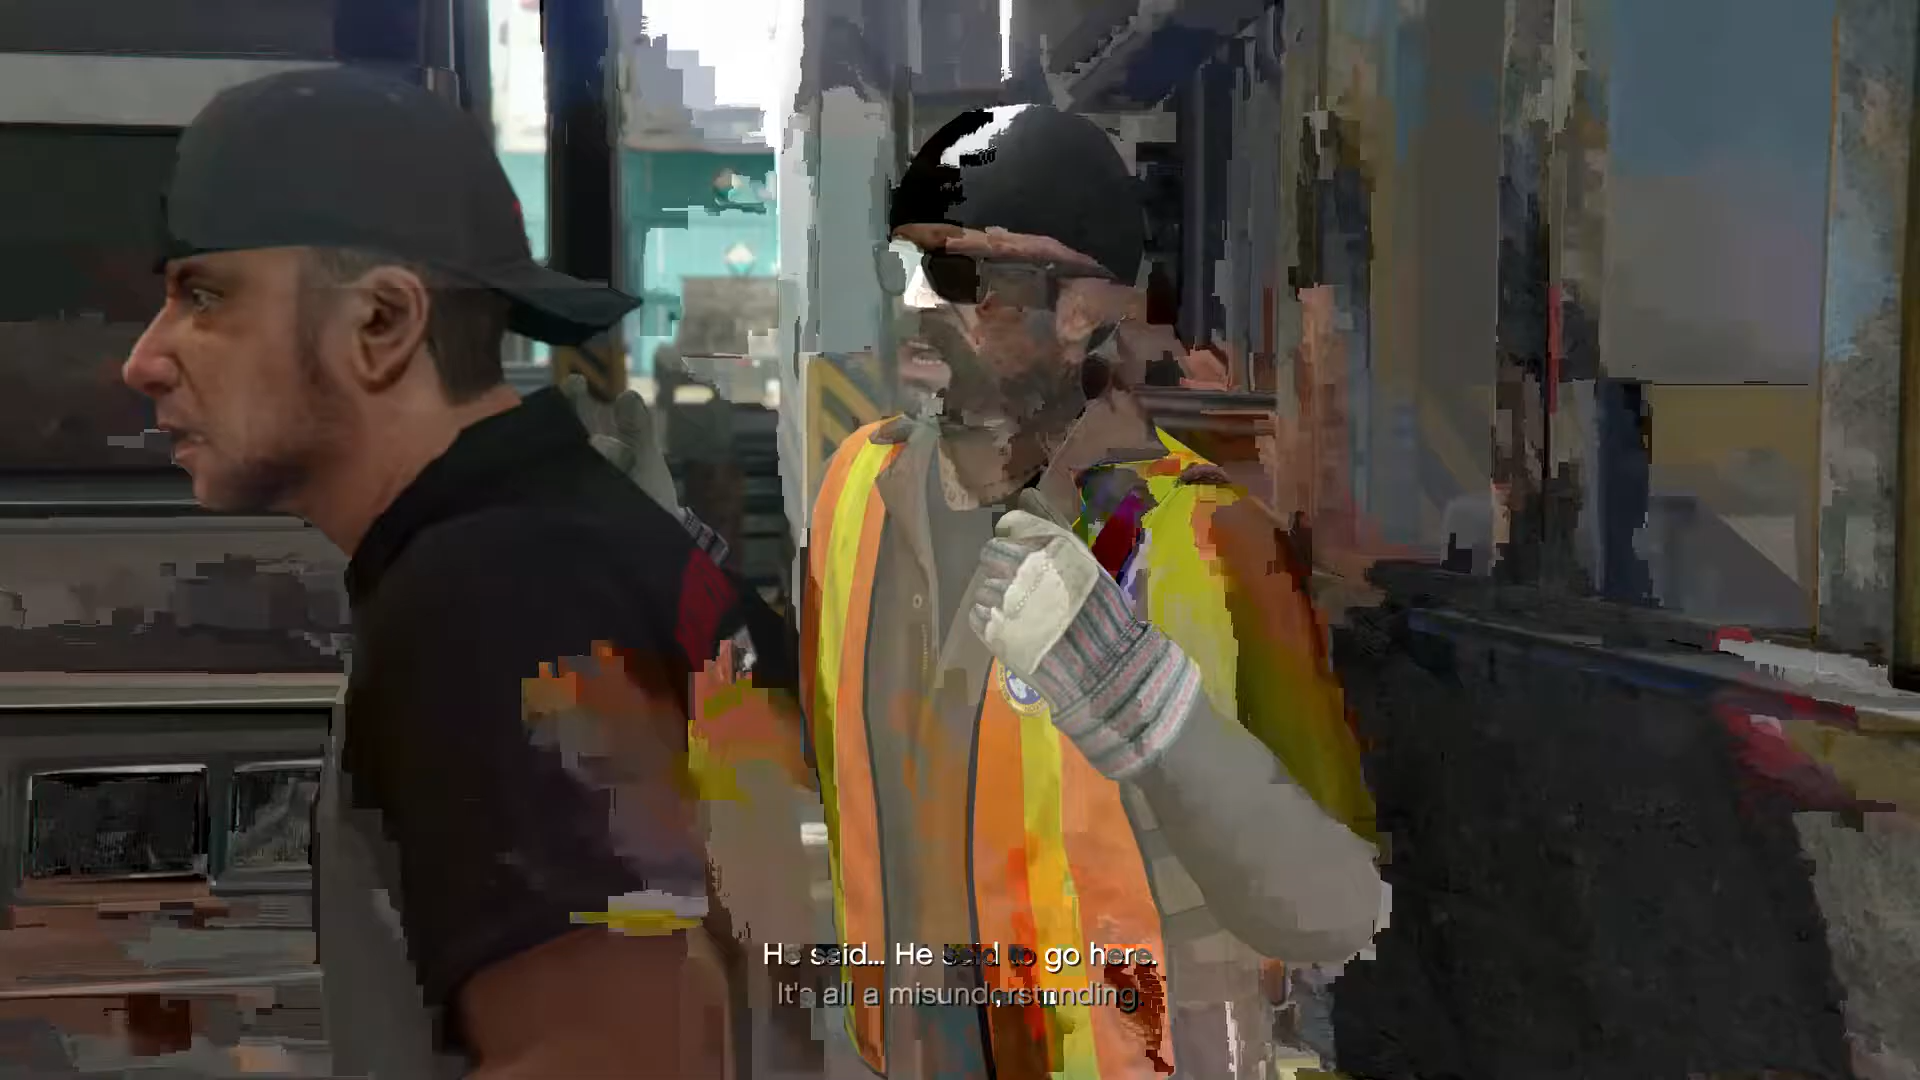 He said... He said to go here.
It's all a misunderstanding.